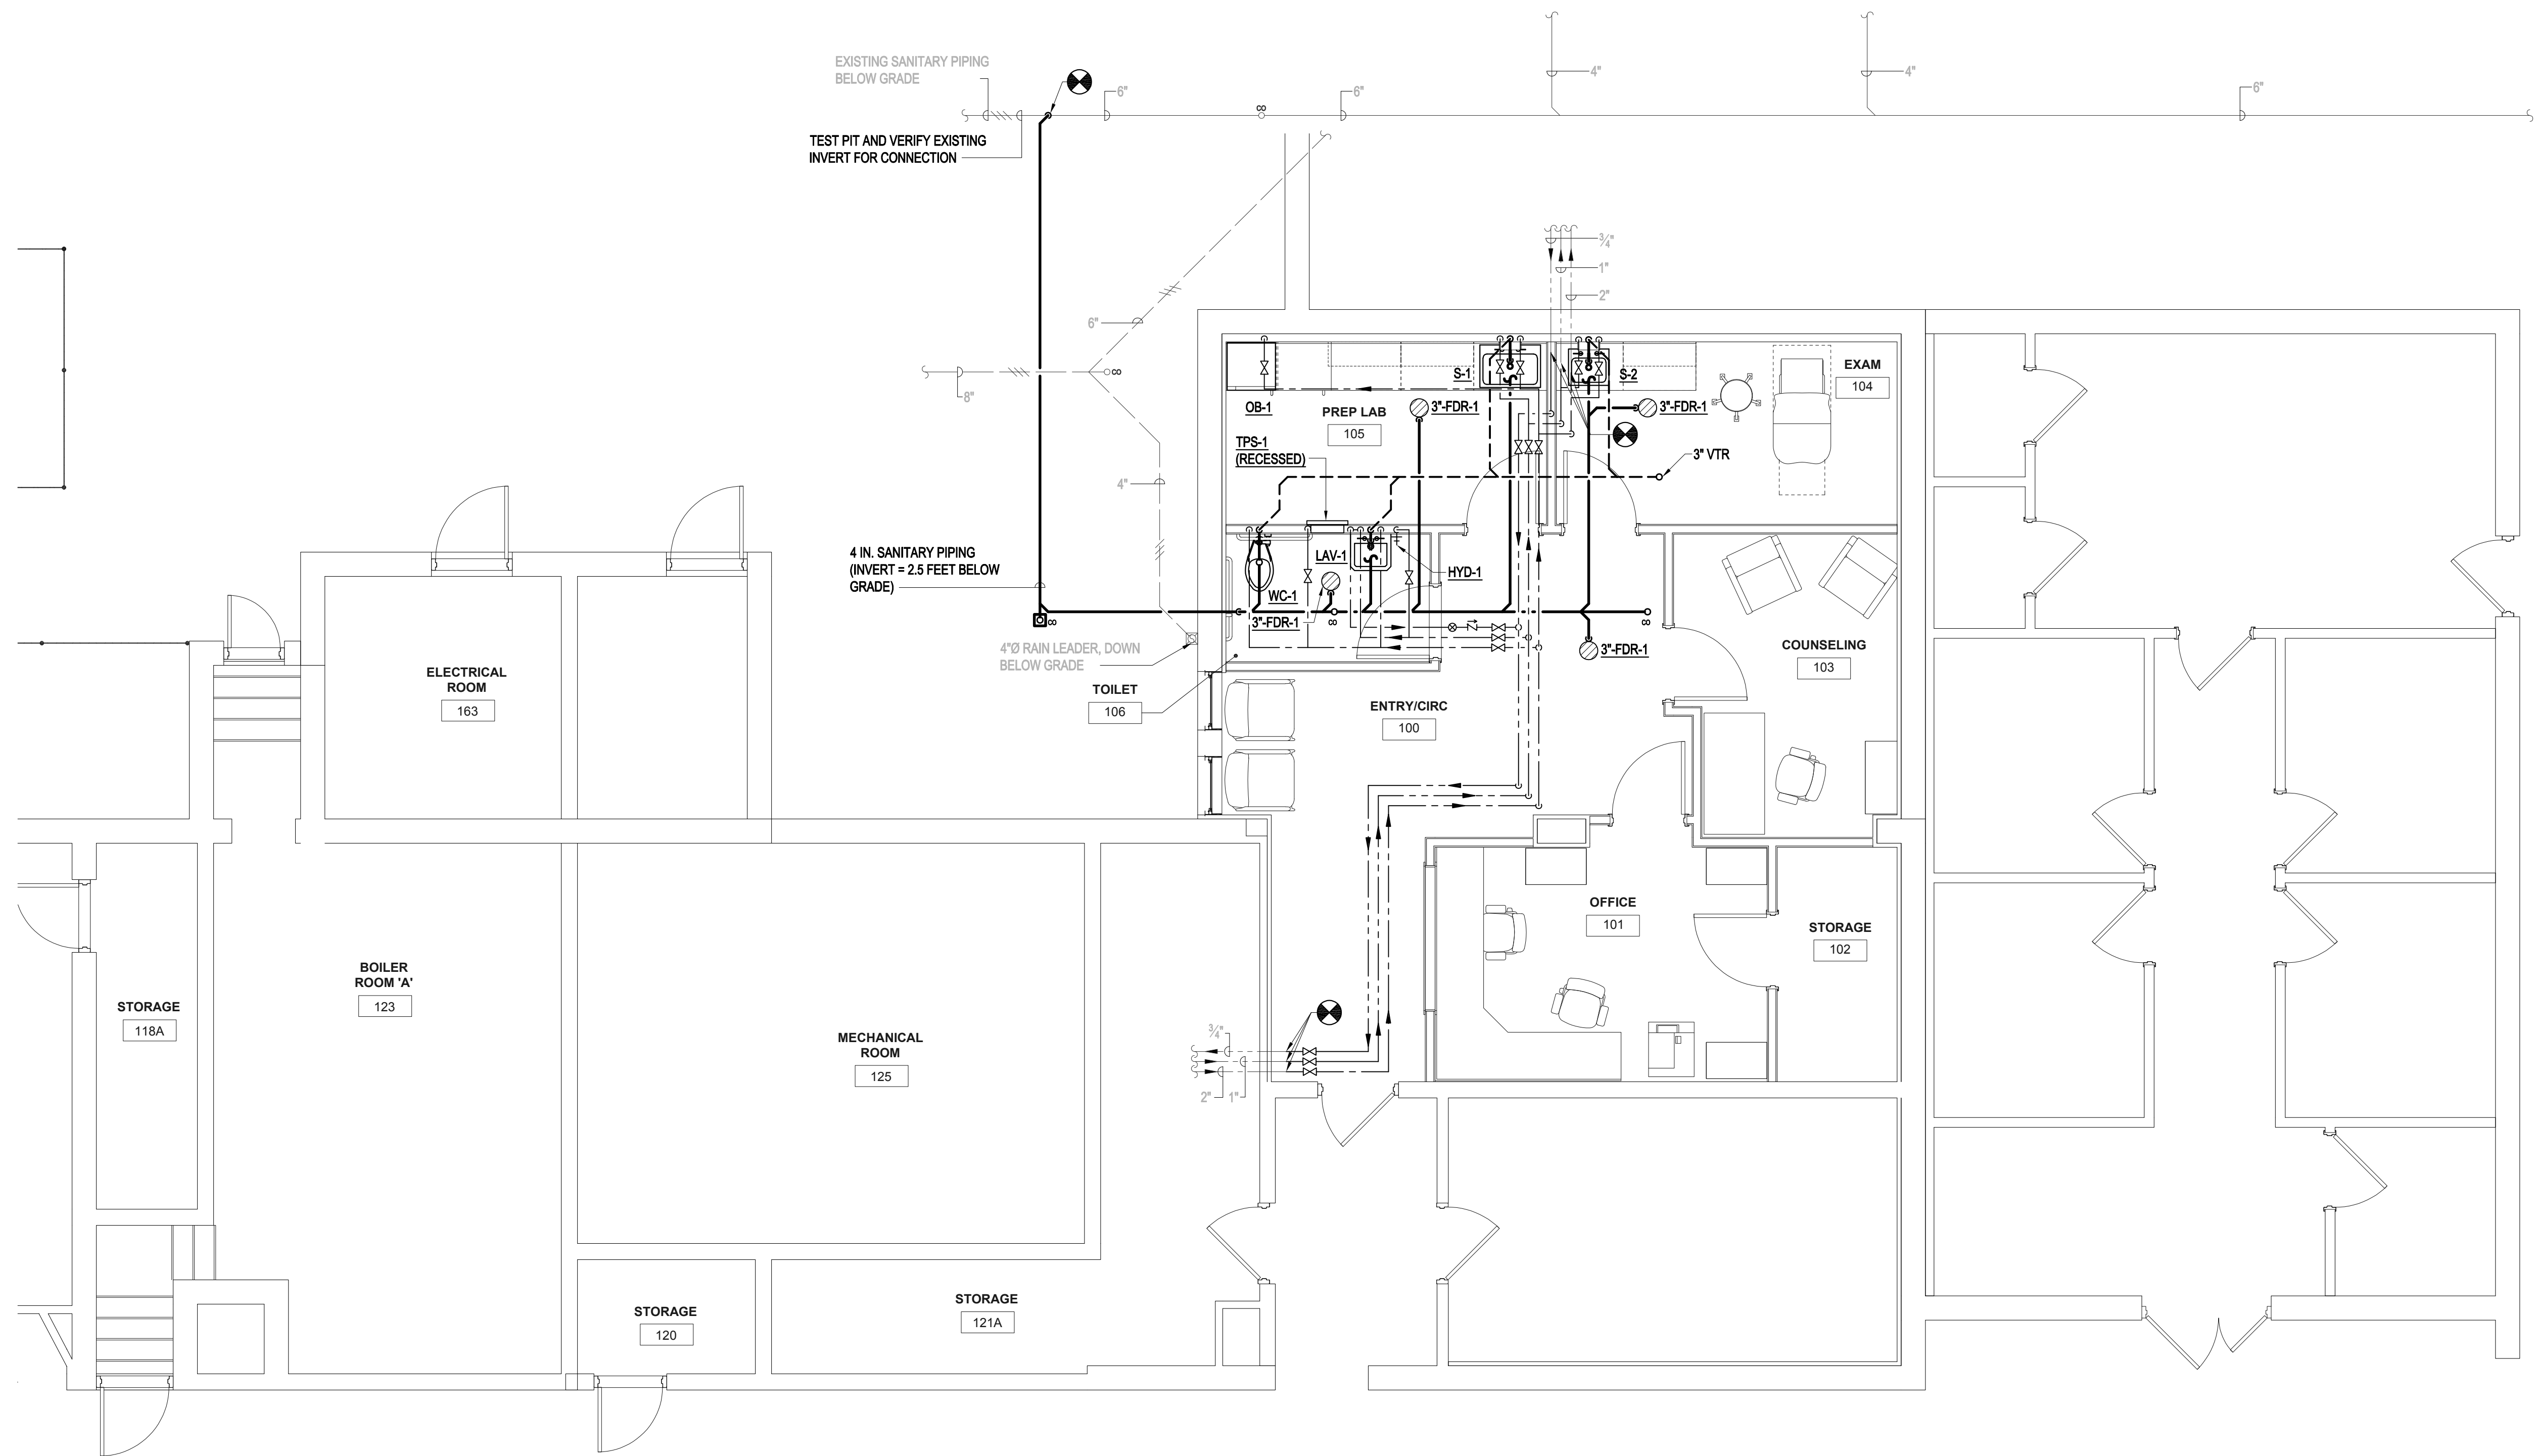 EXISTING SANITARY PIPING
BELOW GRADE
6"
CO
6"
4"
4"
6"
TEST PIT AND VERIFY EXISTING
INVERT FOR CONNECTION
¾"
1"
2"
6"
CO
8"
S-1
S-2
EXAM
104
OB-1
PREP LAB
105
3"-FDR-1
3"-FDR-1
TPS-1
(RECESSED)
3" VTR
4"
4 IN. SANITARY PIPING
(INVERT = 2.5 FEET BELOW
GRADE)
LAV-1
HYD-1
WC-1
3"-FDR-1
CO
CO
CO
3"-FDR-1
4"Ø RAIN LEADER, DOWN
BELOW GRADE
COUNSELING
103
ELECTRICAL
ROOM
163
TOILET
106
ENTRY/CIRC
100
OFFICE
101
STORAGE
102
BOILER
ROOM 'A'
123
STORAGE
118A
MECHANICAL
ROOM
125
¾"
2"
1"
STORAGE
120
STORAGE
121A